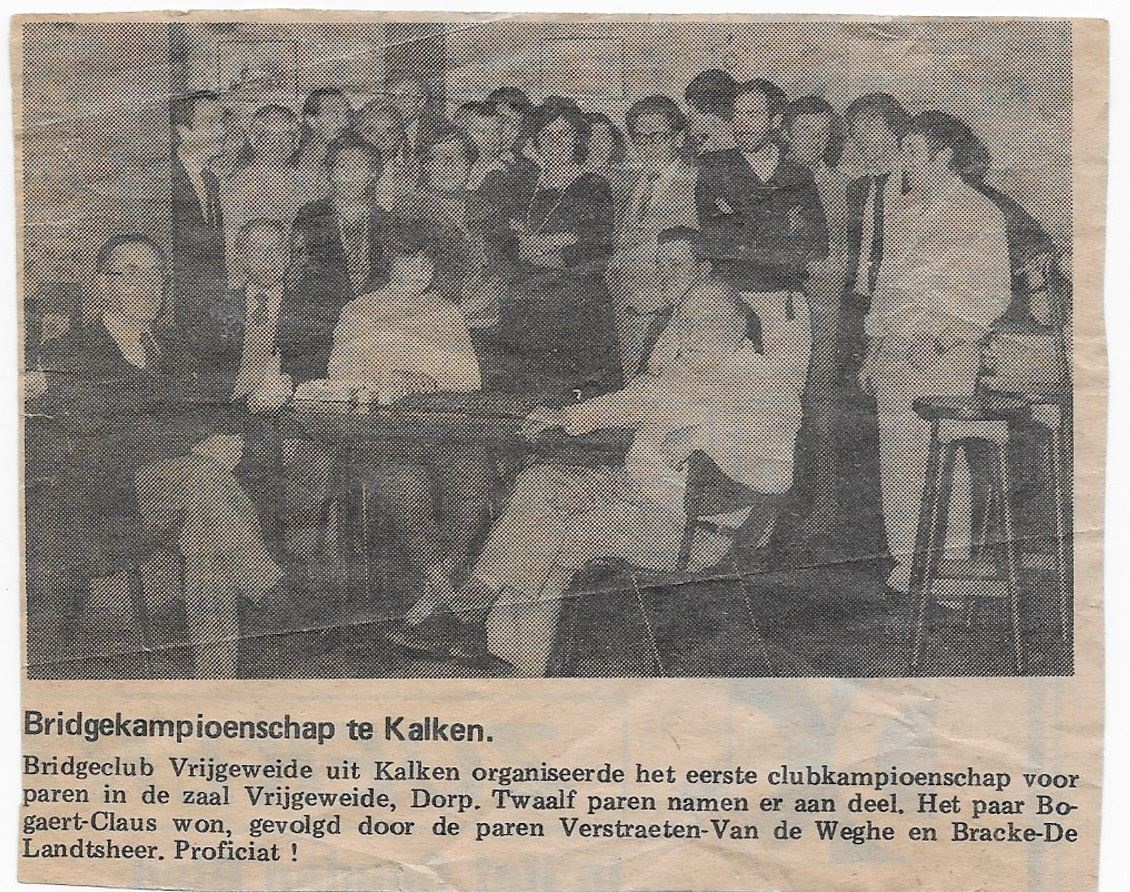 Bridgekampioenschap te Kalken.
Bridgeclub Vrijgeweide uit Kalken organiseerde het eerste clubkampioenschap voor
paren in de zaal Vrijgeweide, Dorp. Twaalf paren namen er aan deel. Het paar Bo-
gaert-Claus won, gevolgd door de paren Verstraeten-Van de Weghe en Bracke-De
Landtsheer. Proficiat !